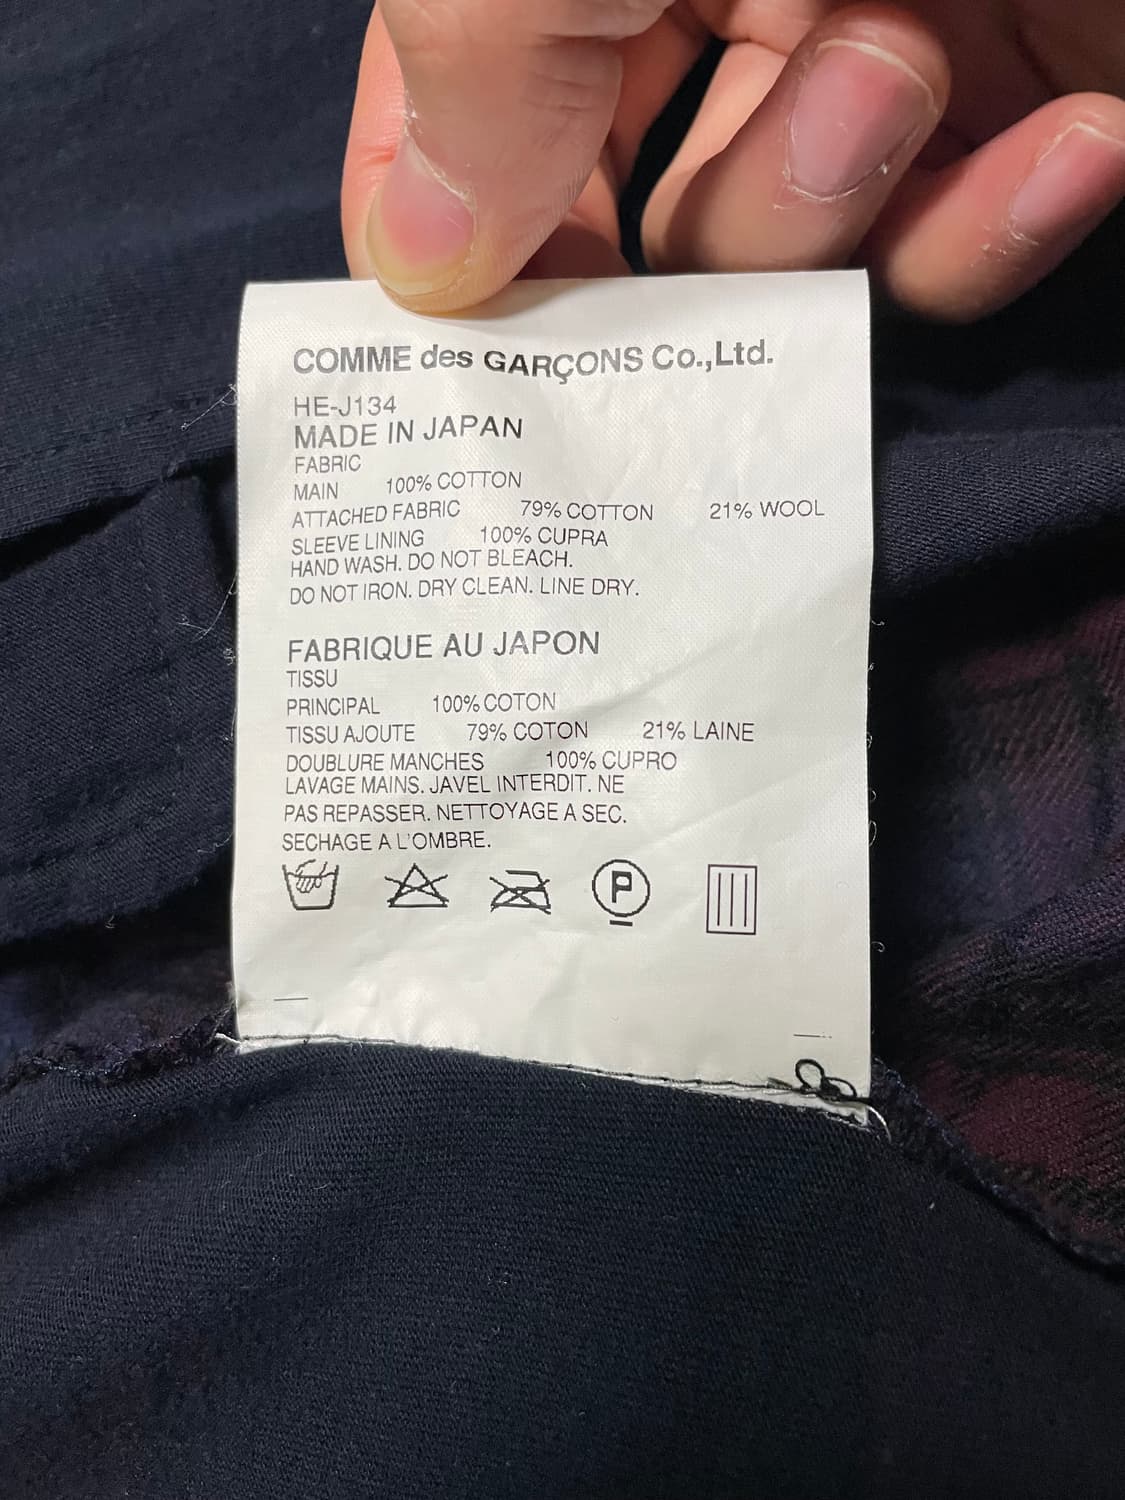 COMME des GARÇONS Co.,Ltd.
HE-J134
MADE IN JAPAN
FABRIC
MAIN 100% COTTON
ATTACHED FABRIC 79% COTTON 21% WOOL
SLEEVE LINING 100% CUPRA
HAND WASH. DO NOT BLEACH.
DO NOT IRON. DRY CLEAN. LINE DRY.
FABRIQUE AU JAPON
TISSU
PRINCIPAL 100% COTON
TISSU AJOUTE 79% COTON 21% LAINE
DOUBLURE MANCHES 100% CUPRO
LAVAGE MAINS. JAVEL INTERDIT. NE
PAS REPASSER. NETTOYAGE A SEC.
SECHAGE A L'OMBRE.
P